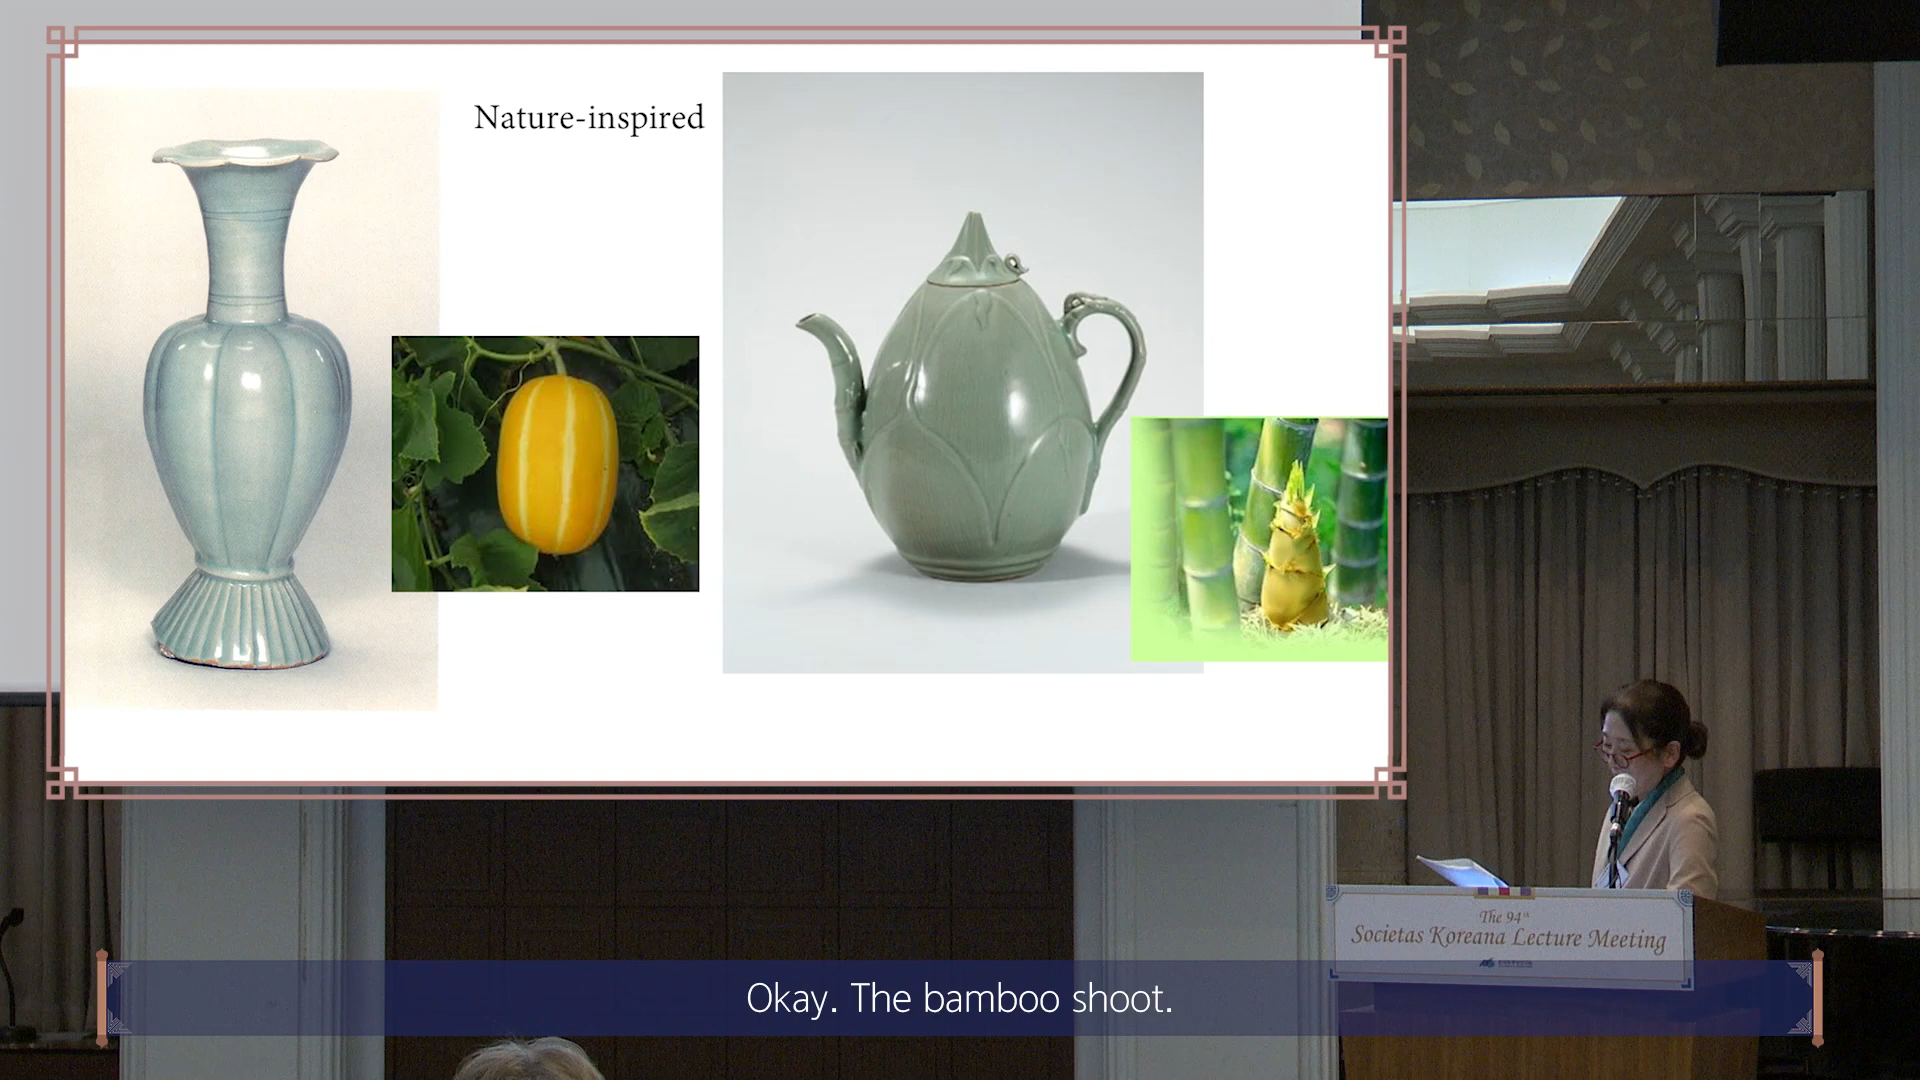 Nature-inspired
The 94th
Societas Koreana Lecture Meeting
Okay. The bamboo shoot.